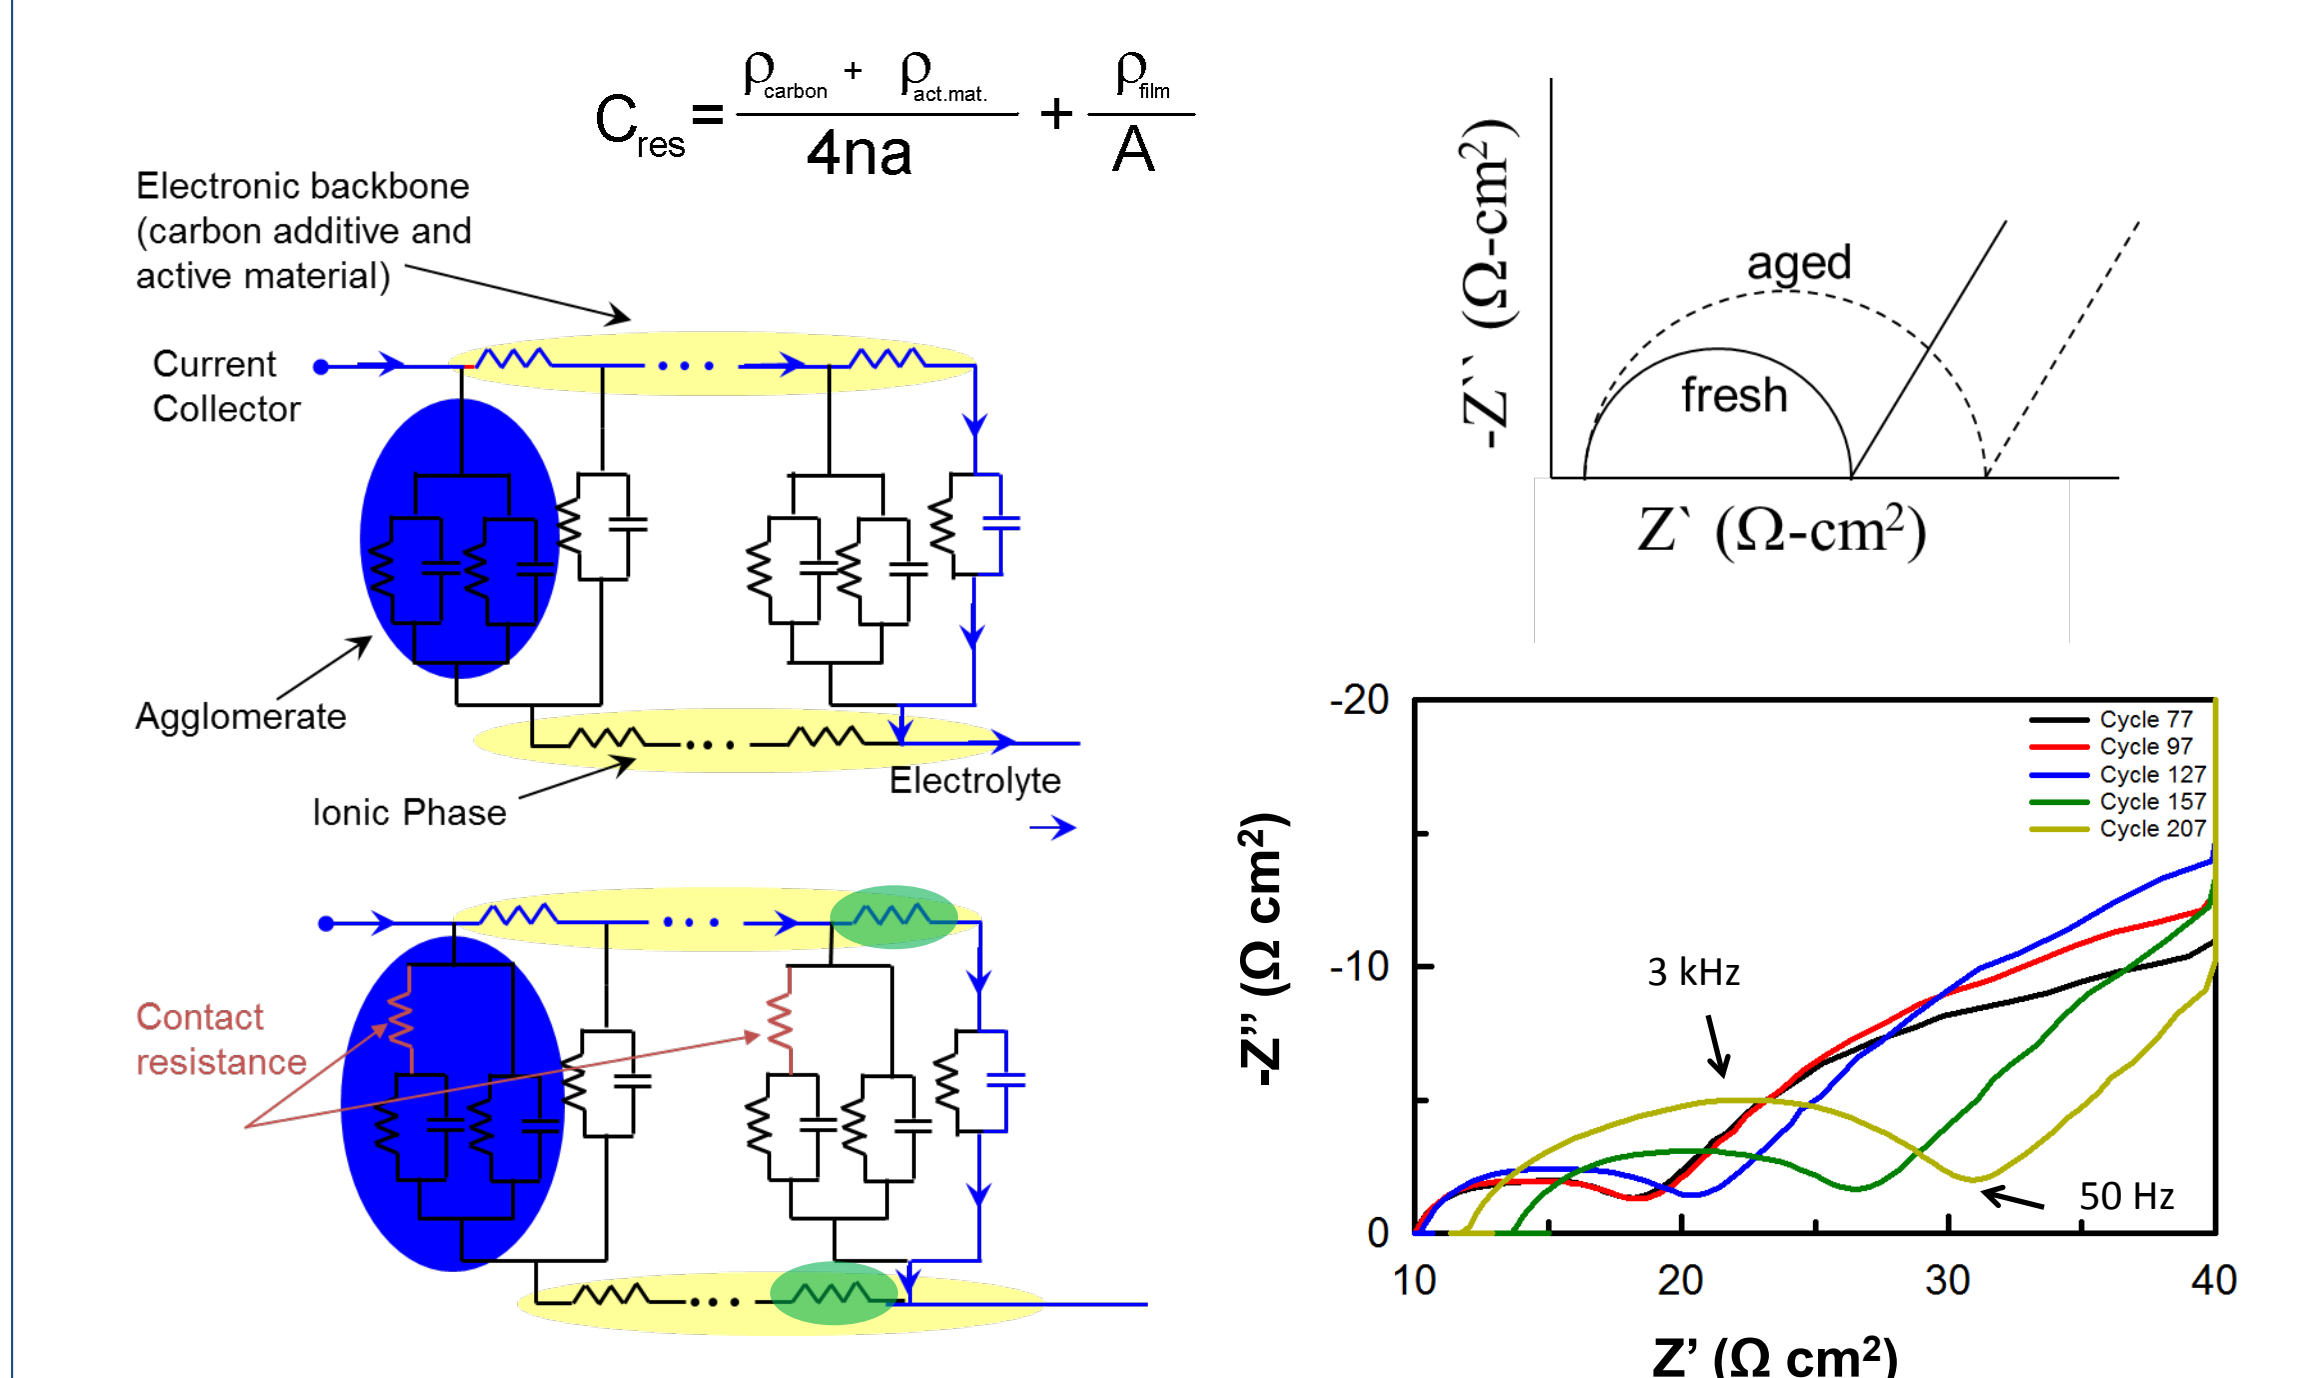 C_res = (ρ_carbon + ρ_act.mat.) / 4na + ρ_film / A
Electronic backbone
(carbon additive and
active material)
Current
Collector
Agglomerate
Ionic Phase
Electrolyte
Contact
resistance
-Z`` (Ω-cm²)
aged
fresh
Z` (Ω-cm²)
-20
-10
0
-Z” (Ω cm²)
Cycle 77
Cycle 97
Cycle 127
Cycle 157
Cycle 207
3 kHz
50 Hz
10 20 30 40
Z’ (Ω cm²)